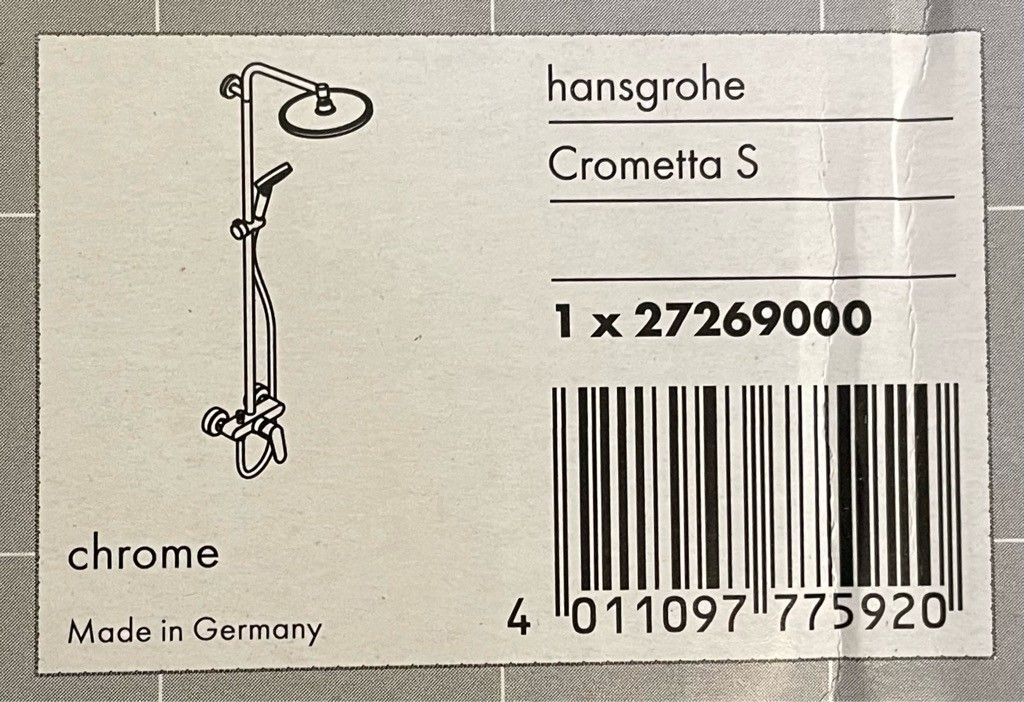 hansgrohe
Crometta S
1 x 27269000
chrome
Made in Germany
4 011097 775920